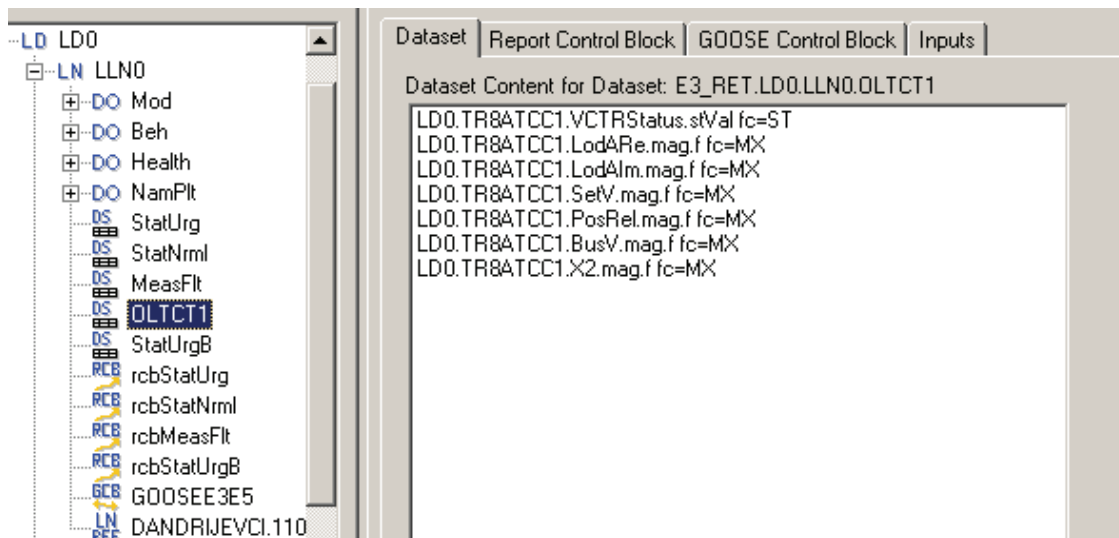 LD LD0
LN LLN0
DO Mod
DO Beh
DO Health
DO NamPlt
DS StatUrg
DS StatNrml
DS MeasFlt
DS OLTCT1
DS StatUrgB
RCB rcbStatUrg
RCB rcbStatNrml
RCB rcbMeasFlt
RCB rcbStatUrgB
GCB GOOSEE3E5
LN REF DANDRIJEVCI.110
Dataset Report Control Block GOOSE Control Block Inputs
Dataset Content for Dataset: E3_RET.LD0.LLN0.OLTCT1
LD0.TR8ATCC1.VCTRStatus.stVal fc=ST
LD0.TR8ATCC1.LodARe.mag.f fc=MX
LD0.TR8ATCC1.LodAIm.mag.f fc=MX
LD0.TR8ATCC1.SetV.mag.f fc=MX
LD0.TR8ATCC1.PosRel.mag.f fc=MX
LD0.TR8ATCC1.BusV.mag.f fc=MX
LD0.TR8ATCC1.X2.mag.f fc=MX